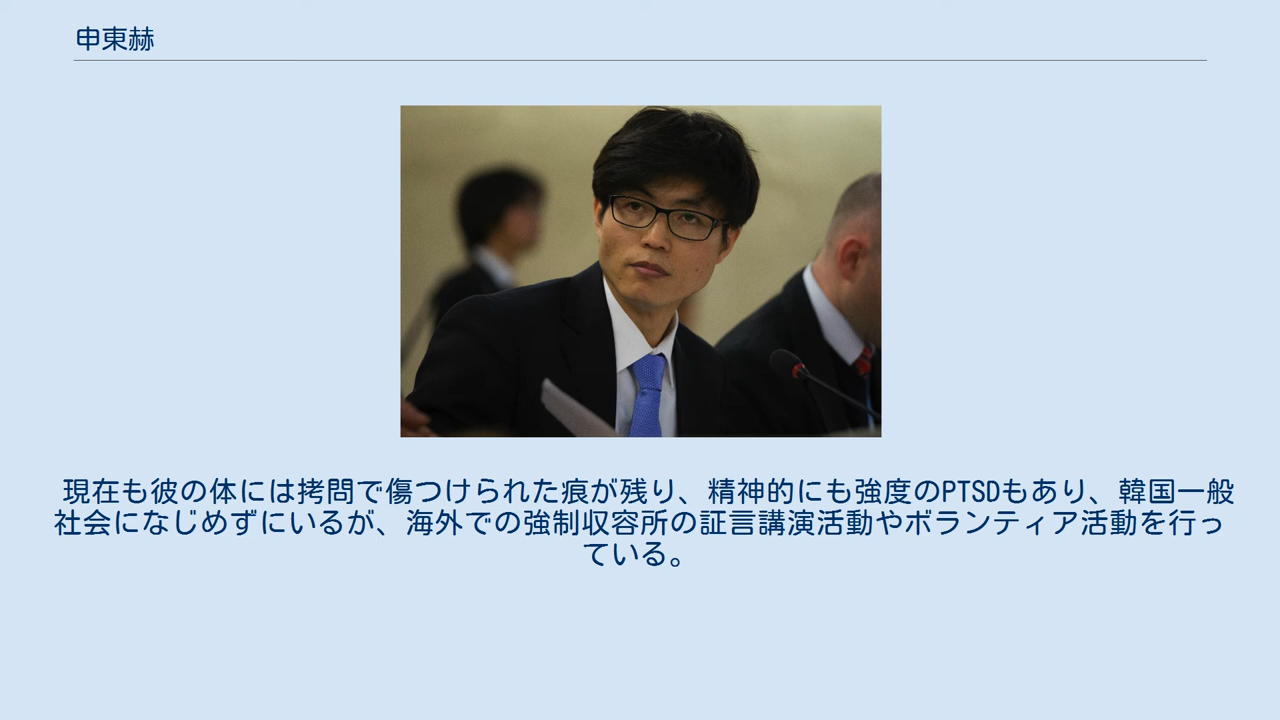 申東赫
現在も彼の体には拷問で傷つけられた痕が残り、精神的にも強度のPTSDもあり、韓国一般
社会になじめずにいるが、海外での強制収容所の証言講演活動やボランティア活動を行っ
ている。